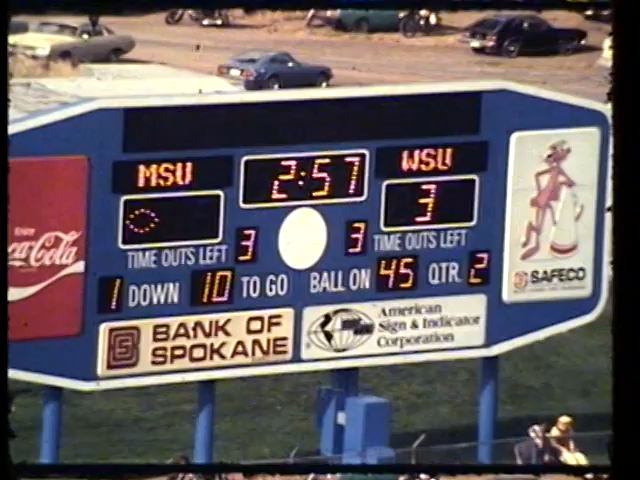 MSU 2:57 WSU
3
TIME OUTS LEFT 3 3 TIME OUTS LEFT
1 DOWN 10 TO GO BALL ON 45 QTR. 2
Enjoy
Coca-Cola
BANK OF
SPOKANE
American
Sign & Indicator
Corporation
SAFECO